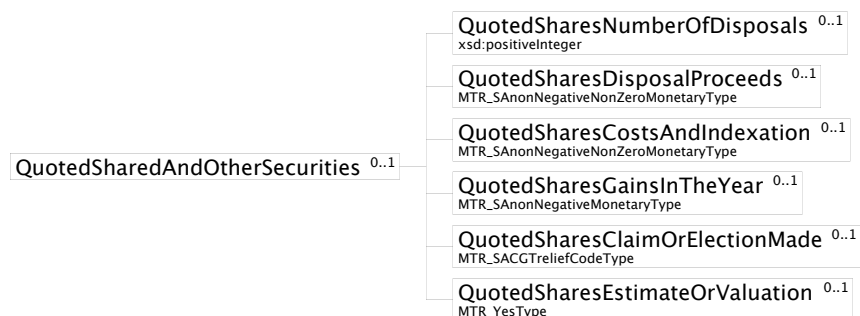 QuotedSharesNumberOfDisposals 0..1
xsd:positiveInteger
QuotedSharesDisposalProceeds 0..1
MTR_SAnonNegativeNonZeroMonetaryType
QuotedSharesCostsAndIndexation 0..1
MTR_SAnonNegativeNonZeroMonetaryType
QuotedSharedAndOtherSecurities 0..1
QuotedSharesGainsInTheYear 0..1
MTR_SAnonNegativeMonetaryType
QuotedSharesClaimOrElectionMade 0..1
MTR_SACGTreliefCodeType
QuotedSharesEstimateOrValuation 0..1
MTR_YesType